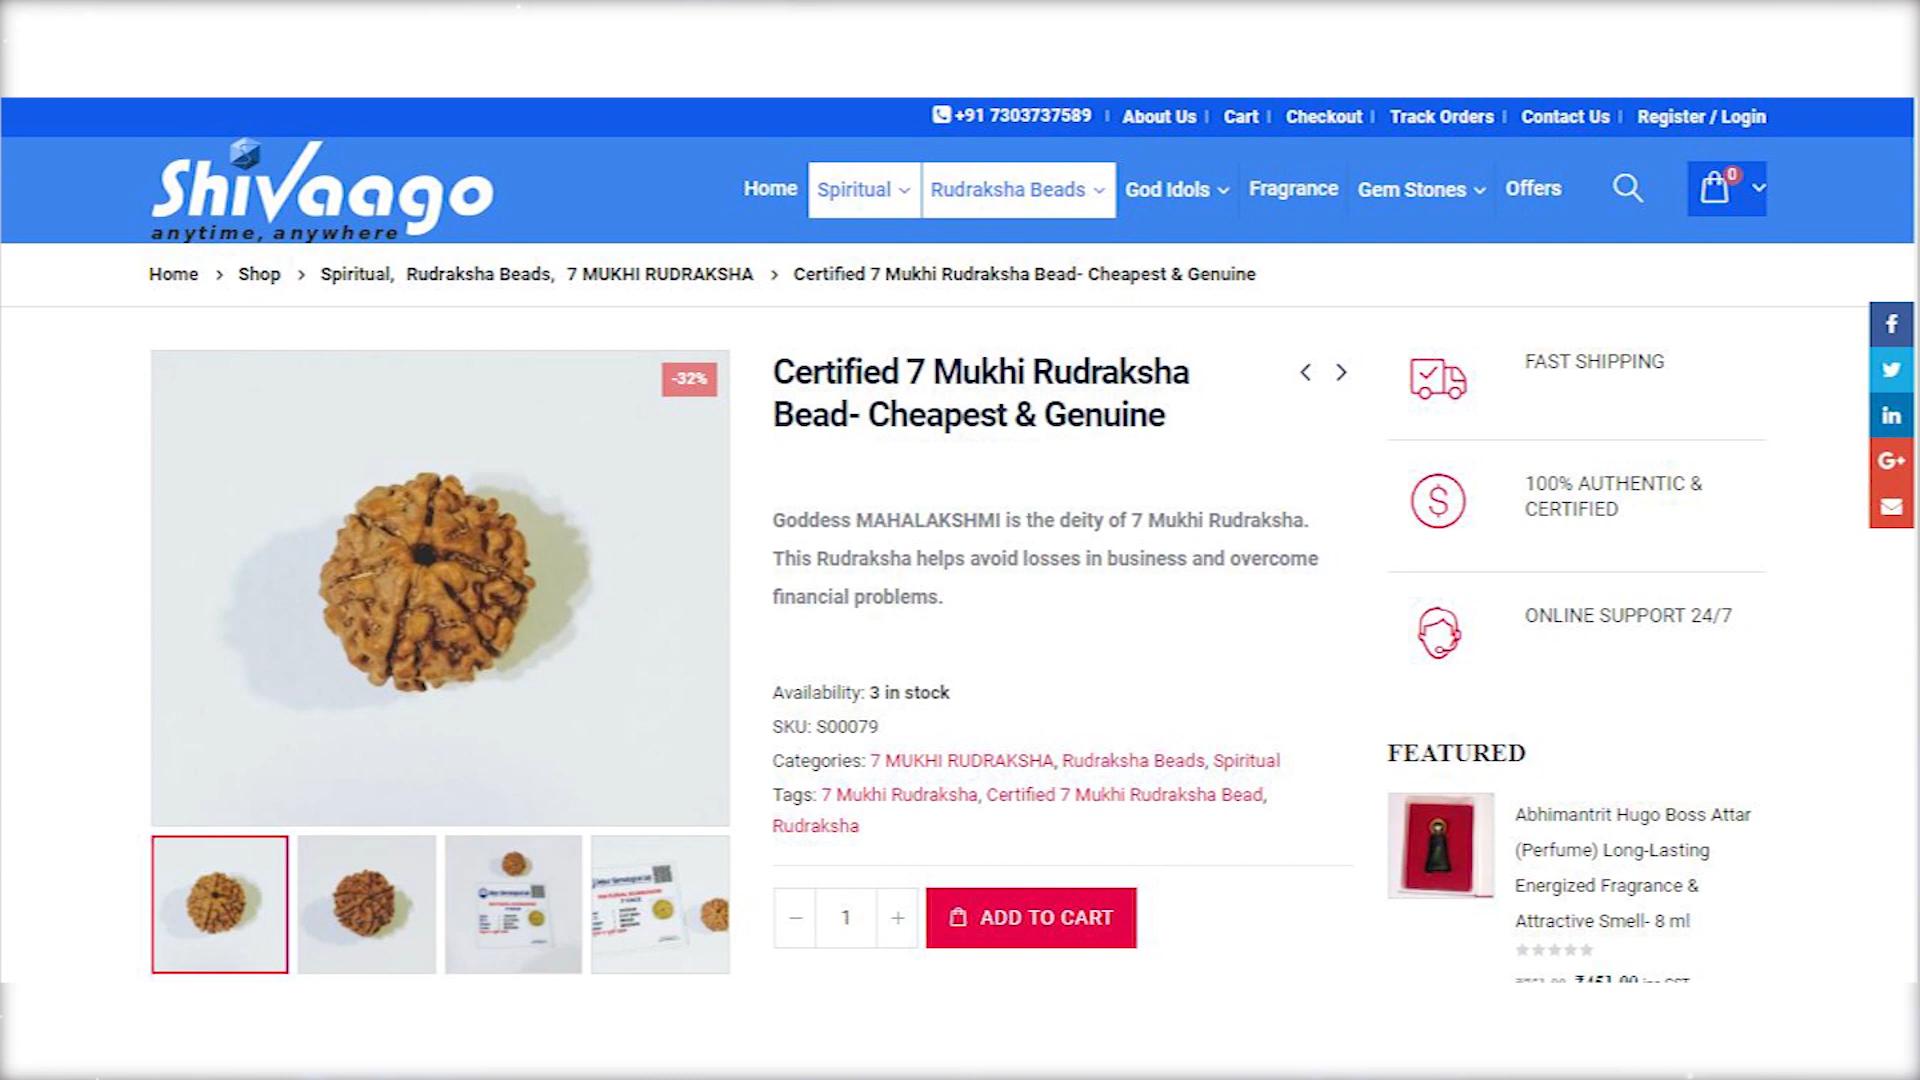 +91 7303737589 | About Us | Cart | Checkout | Track Orders | Contact Us | Register / Login
Shivaago
anytime, anywhere
Home Spiritual Rudraksha Beads God Idols Fragrance Gem Stones Offers 0
Home > Shop > Spiritual, Rudraksha Beads, 7 MUKHI RUDRAKSHA > Certified 7 Mukhi Rudraksha Bead- Cheapest & Genuine
-32%
Certified 7 Mukhi Rudraksha
Bead- Cheapest & Genuine
Goddess MAHALAKSHMI is the deity of 7 Mukhi Rudraksha.
This Rudraksha helps avoid losses in business and overcome
financial problems.
Availability: 3 in stock
SKU: S00079
Categories: 7 MUKHI RUDRAKSHA, Rudraksha Beads, Spiritual
Tags: 7 Mukhi Rudraksha, Certified 7 Mukhi Rudraksha Bead,
Rudraksha
1 ADD TO CART
FAST SHIPPING
100% AUTHENTIC &
CERTIFIED
ONLINE SUPPORT 24/7
FEATURED
Abhimantrit Hugo Boss Attar
(Perfume) Long-Lasting
Energized Fragrance &
Attractive Smell- 8 ml
f
in
G+